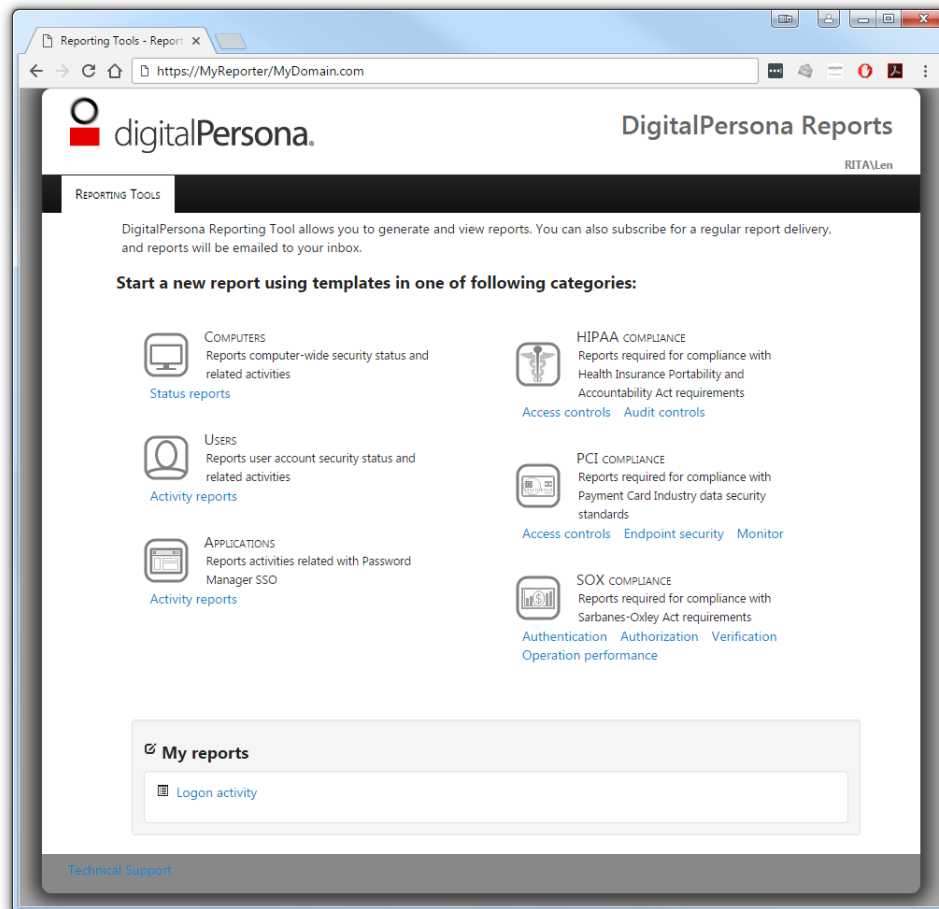 Reporting Tools - Report
https://MyReporter/MyDomain.com
digitalPersona.
DigitalPersona Reports
RITA\Len
REPORTING TOOLS
DigitalPersona Reporting Tool allows you to generate and view reports. You can also subscribe for a regular report delivery,
and reports will be emailed to your inbox.
Start a new report using templates in one of following categories:
COMPUTERS
Reports computer-wide security status and
related activities
Status reports
USERS
Reports user account security status and
related activities
Activity reports
APPLICATIONS
Reports activities related with Password
Manager SSO
Activity reports
HIPAA COMPLIANCE
Reports required for compliance with
Health Insurance Portability and
Accountability Act requirements
Access controls Audit controls
PCI COMPLIANCE
Reports required for compliance with
Payment Card Industry data security
standards
Access controls Endpoint security Monitor
SOX COMPLIANCE
Reports required for compliance with
Sarbanes-Oxley Act requirements
Authentication Authorization Verification
Operation performance
My reports
Logon activity
Technical Support